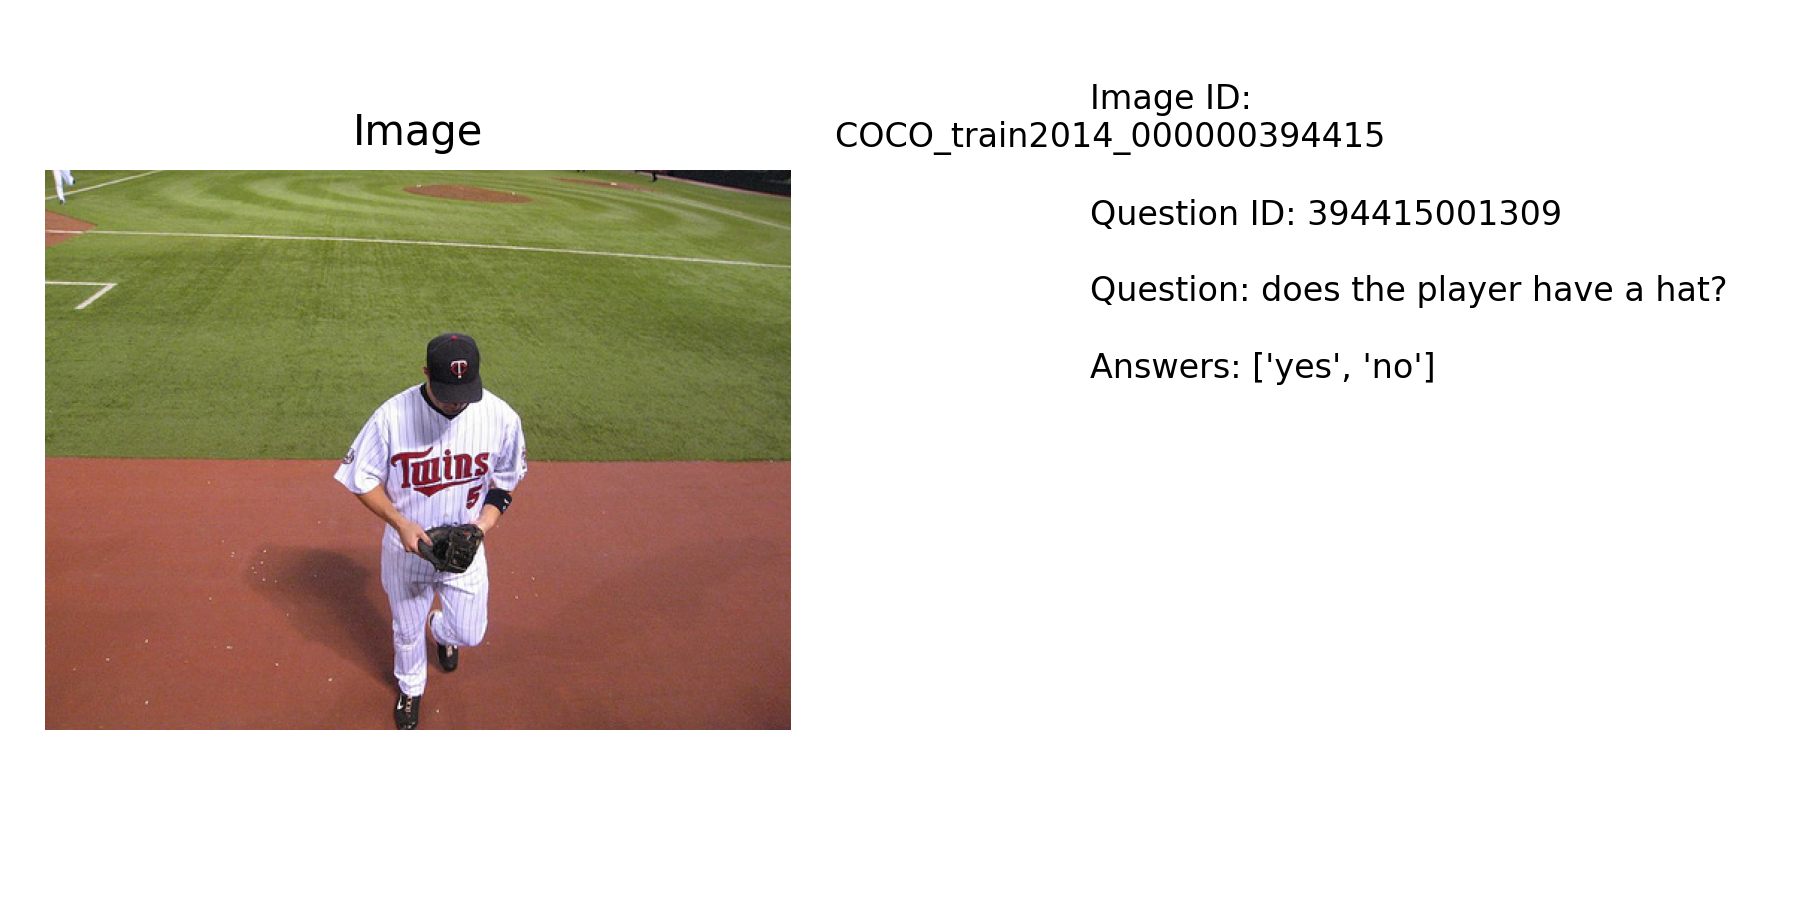 Image
Image ID:
COCO_train2014_000000394415
Question ID: 394415001309
Question: does the player have a hat?
Answers: ['yes', 'no']
T
Twins
5